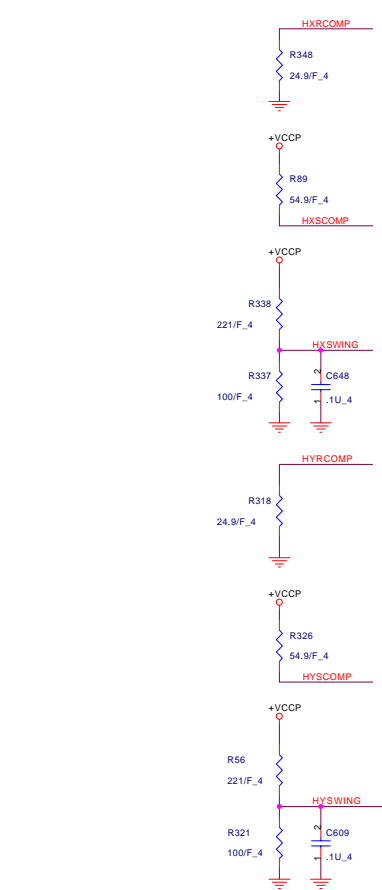 HXRCOMP
R348
24.9/F_4
+VCCP
R89
54.9/F_4
HXSCOMP
+VCCP
R338
221/F_4
HXSWING
R337
100/F_4
2
C648
1
.1U_4
HYRCOMP
R318
24.9/F_4
+VCCP
R326
54.9/F_4
HYSCOMP
+VCCP
R56
221/F_4
HYSWING
R321
100/F_4
2
C609
1
.1U_4